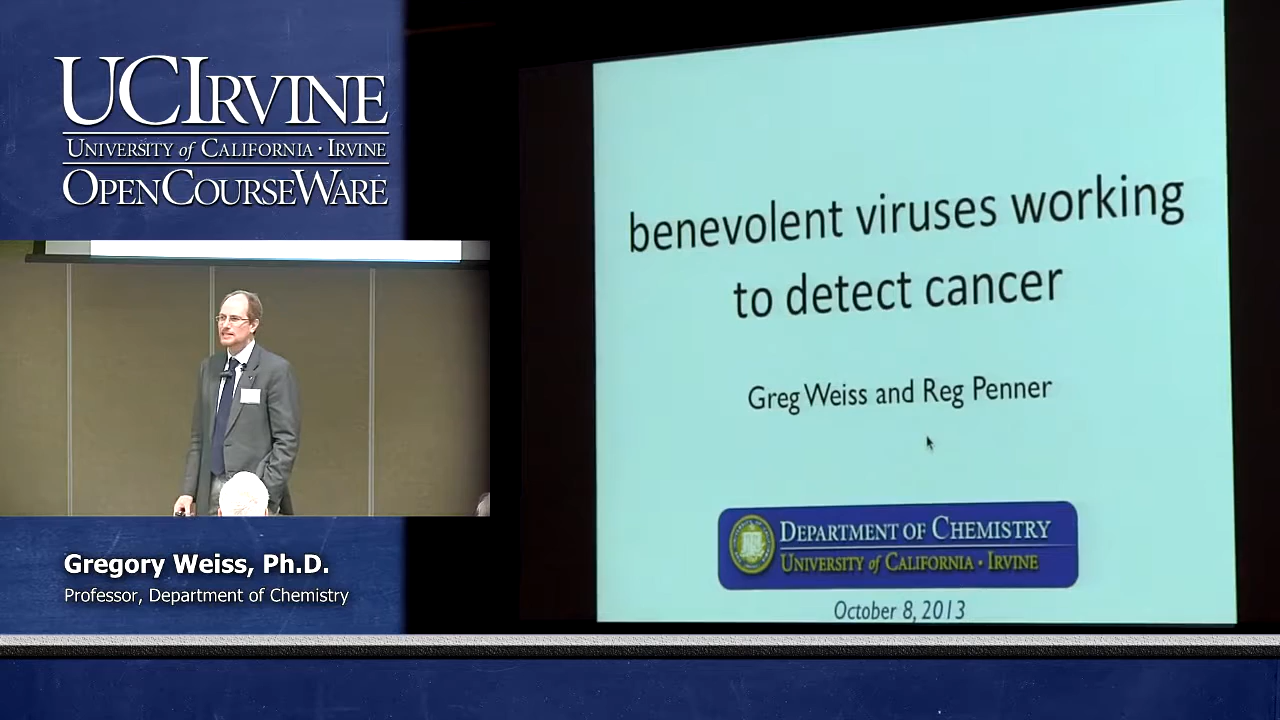 UCIRVINE
UNIVERSITY of CALIFORNIA · IRVINE
OPENCOURSEWARE
benevolent viruses working
to detect cancer
Greg Weiss and Reg Penner
DEPARTMENT OF CHEMISTRY
UNIVERSITY of CALIFORNIA · IRVINE
October 8, 2013
Gregory Weiss, Ph.D.
Professor, Department of Chemistry